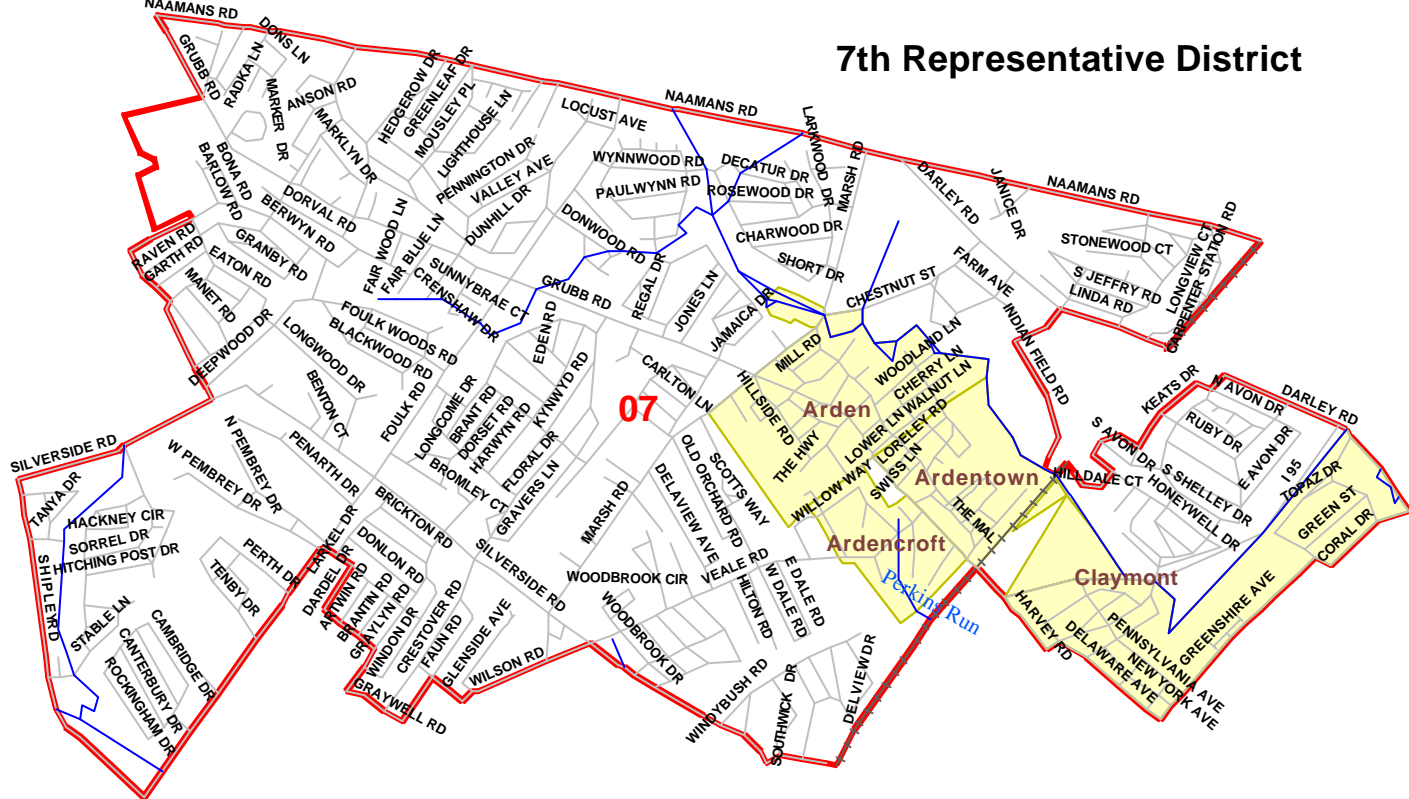 NAAMANS RD
7th Representative District
GRUBB RD
RADKA LN
DONS LN
MARKER DR
ANSON RD
MARKLYN DR
HEDGEROW DR
GREENLEAF DR
MOUSLEY PL
LIGHTHOUSE LN
LOCUST AVE
NAAMANS RD
LARKWOOD DR
MARSH RD
PENNINGTON DR
VALLEY AVE
DUNHILL DR
WYNNWOOD RD
PAULWYNN RD
DONWOOD RD
DECATUR DR
ROSEWOOD DR
CHARWOOD DR
SHORT DR
DARLEY RD
JANICE DR
NAAMANS RD
STONEWOOD CT
LONGVIEW CT
CARPENTER STATION RD
S JEFFRY RD
LINDA RD
BONA RD
BARLOW RD
DORVAL RD
BERWYN RD
GRANBY RD
EATON RD
RAVEN RD
GARTH RD
MANET RD
DEEPWOOD DR
FAIR WOOD LN
FAIR BLUE LN
SUNNYBRAE CT
CRENSHAW DR
GRUBB RD
REGAL DR
JONES LN
JAMAICA DR
CHESTNUT ST
FARM AVE
INDIAN FIELD RD
FOULK WOODS RD
BLACKWOOD RD
LONGWOOD DR
BENTON CT
FOULK RD
EDEN RD
LONGCOME DR
BRANT RD
DORSET RD
HARWYN RD
KYNWYD RD
FLORAL DR
GRAVERS LN
BROMLEY CT
CARLTON LN
07
MILL RD
HILLSIDE RD
THE HWY
Arden
WOODLAND LN
CHERRY LN
WALNUT LN
LOWER LN
LORELEY RD
SWISS LN
WILLOW WAY
Ardentown
THE MAL
Ardencroft
Perkins Run
KEATS DR
N AVON DR
DARLEY RD
RUBY DR
S AVON DR
E AVON DR
I 95
TOPAZ DR
S SHELLEY DR
HONEYWELL DR
HILLDALE CT
GREEN ST
CORAL DR
Claymont
GREENSHIRE AVE
HARVEY RD
DELAWARE AVE
PENNSYLVANIA AVE
NEW YORK AVE
SILVERSIDE RD
TANYA DR
HACKNEY CIR
SORREL DR
HITCHING POST DR
SHIPLEY RD
STABLE LN
CANTERBURY DR
ROCKINGHAM DR
CAMBRIDGE DR
W PEMBREY DR
N PEMBREY DR
PENARTH DR
PERTH DR
TENBY DR
LARKEL DR
DARDEL DR
ARTWIN RD
BRANTIN RD
GRAYLYN RD
WINDON DR
DONLON RD
BRICKTON RD
CRESTOVER RD
FAUN RD
GLENSIDE AVE
GRAYWELL RD
WILSON RD
SILVERSIDE RD
MARSH RD
WOODBROOK CIR
WOODBROOK DR
DELAVIEW AVE
OLD ORCHARD RD
SCOTTS WAY
VEALE RD
HILTON RD
W DALE RD
E DALE RD
WINDYBUSH RD
SOUTHWICK DR
DELVIEW DR